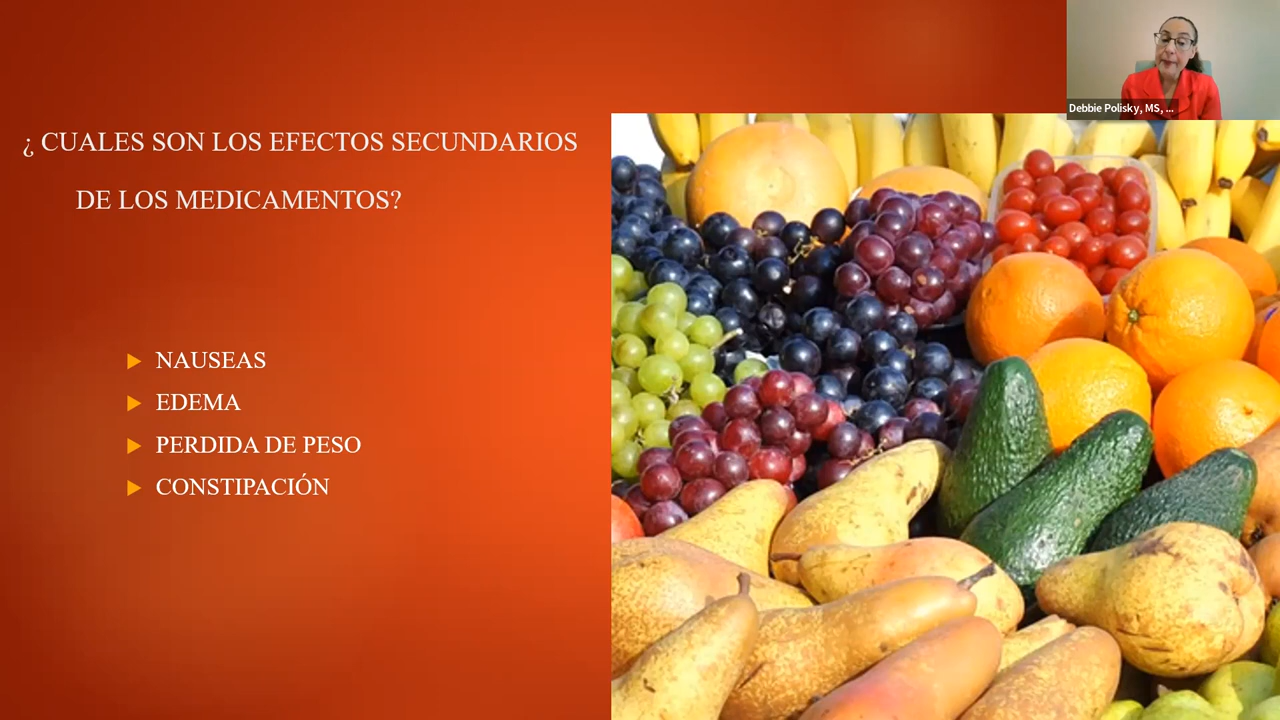 ¿ CUALES SON LOS EFECTOS SECUNDARIOS
DE LOS MEDICAMENTOS?
NAUSEAS
EDEMA
PERDIDA DE PESO
CONSTIPACIÓN
Debbie Polisky, MS, ...